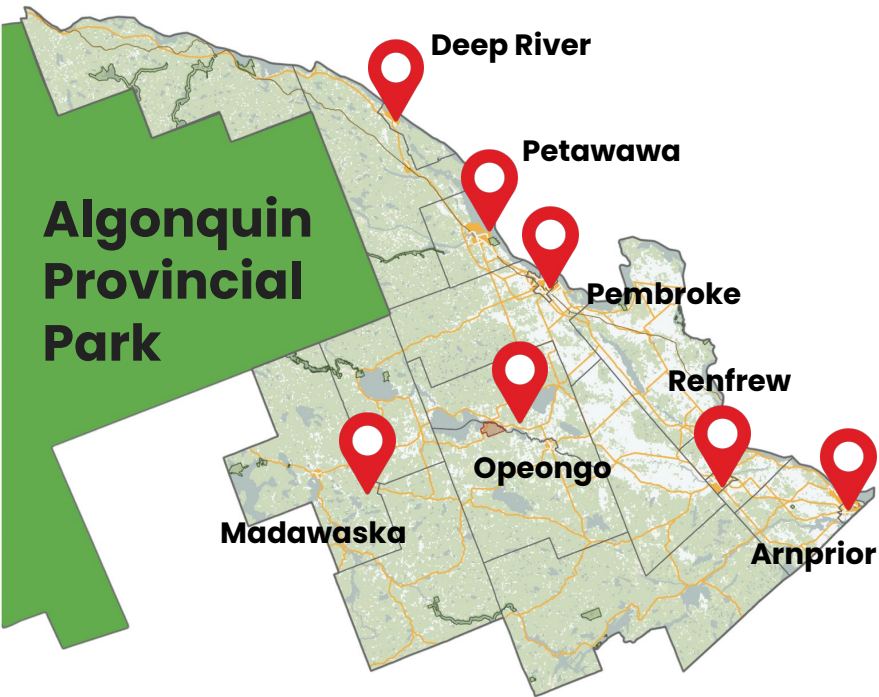 Deep River
Petawawa
Algonquin
Provincial
Park
Pembroke
Renfrew
Opeongo
Madawaska
Arnprior